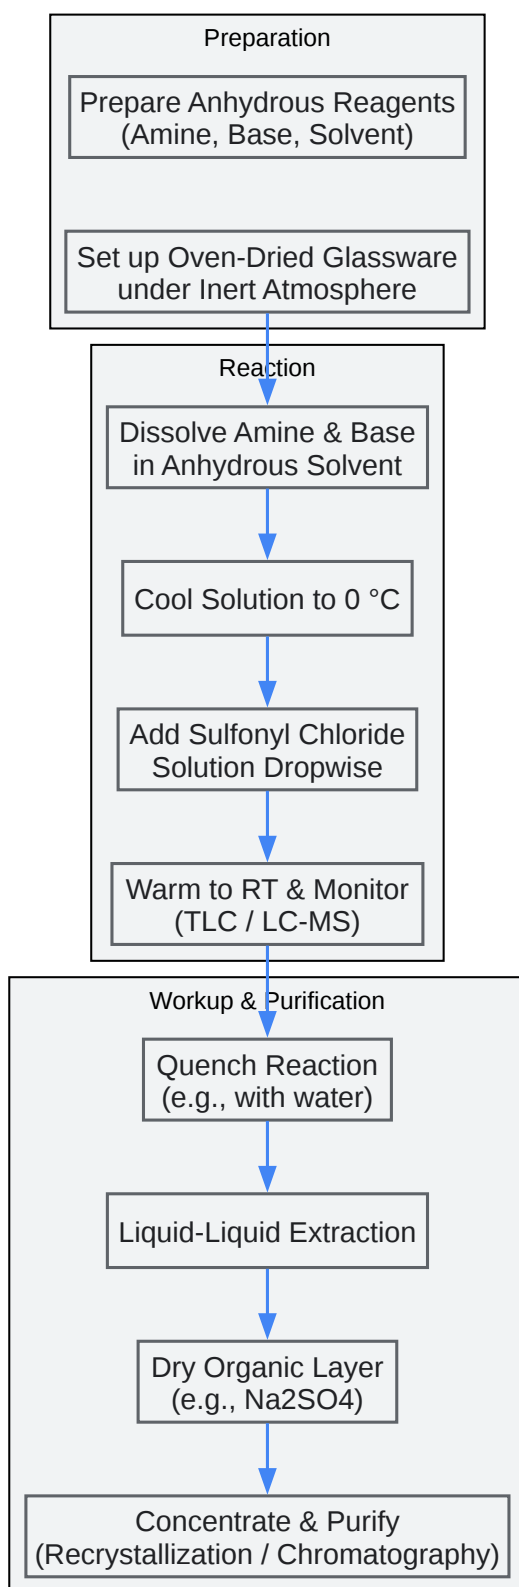 Preparation
Prepare Anhydrous Reagents
(Amine, Base, Solvent)
Set up Oven-Dried Glassware
under Inert Atmosphere
Reaction
Dissolve Amine & Base
in Anhydrous Solvent
Cool Solution to 0 °C
Add Sulfonyl Chloride
Solution Dropwise
Warm to RT & Monitor
(TLC / LC-MS)
Workup & Purification
Quench Reaction
(e.g., with water)
Liquid-Liquid Extraction
Dry Organic Layer
(e.g., Na2SO4)
Concentrate & Purify
(Recrystallization / Chromatography)